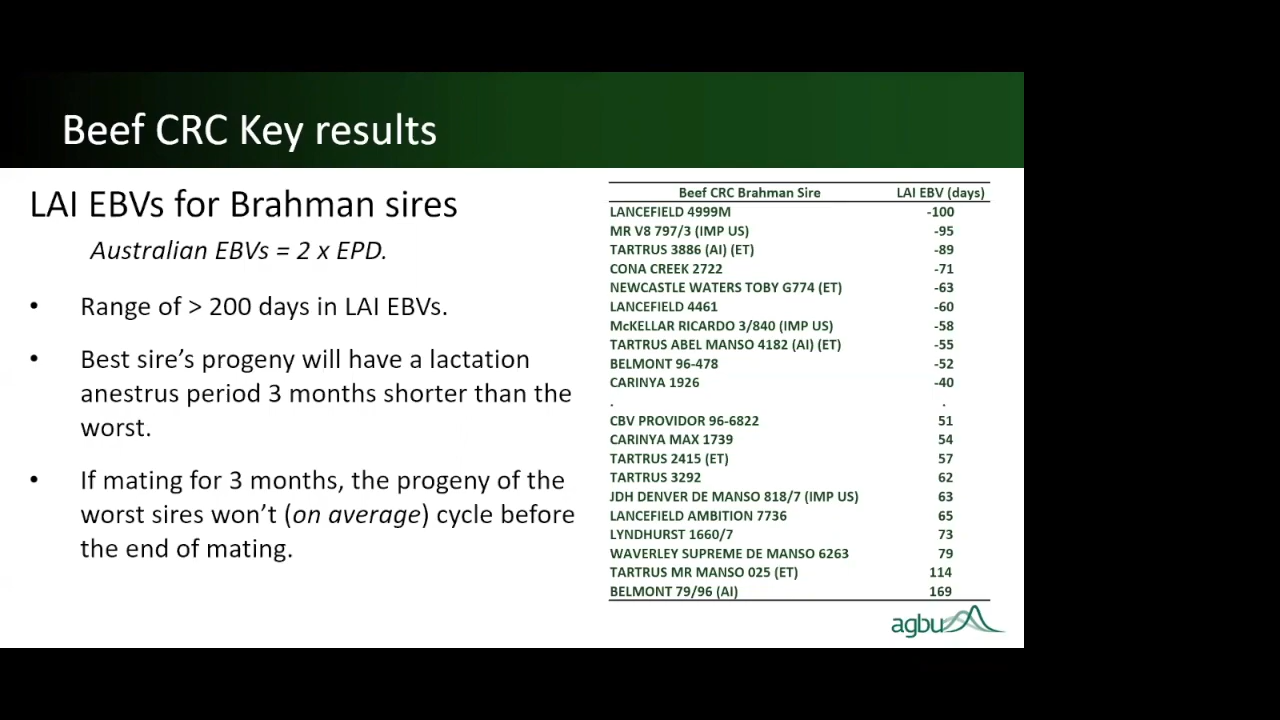 Beef CRC Key results
LAI EBVs for Brahman sires
Australian EBVs = 2 x EPD.
• Range of > 200 days in LAI EBVs.
• Best sire's progeny will have a lactation
anestrus period 3 months shorter than the
worst.
• If mating for 3 months, the progeny of the
worst sires won't (on average) cycle before
the end of mating.
Beef CRC Brahman Sire LAI EBV (days)
LANCEFIELD 4999M -100
MR V8 797/3 (IMP US) -95
TARTRUS 3886 (AI) (ET) -89
CONA CREEK 2722 -71
NEWCASTLE WATERS TOBY G774 (ET) -63
LANCEFIELD 4461 -60
McKELLAR RICARDO 3/840 (IMP US) -58
TARTRUS ABEL MANSO 4182 (AI) (ET) -55
BELMONT 96-478 -52
CARINYA 1926 -40
. .
CBV PROVIDOR 96-6822 51
CARINYA MAX 1739 54
TARTRUS 2415 (ET) 57
TARTRUS 3292 62
JDH DENVER DE MANSO 818/7 (IMP US) 63
LANCEFIELD AMBITION 7736 65
LYNDHURST 1660/7 73
WAVERLEY SUPREME DE MANSO 6263 79
TARTRUS MR MANSO 025 (ET) 114
BELMONT 79/96 (AI) 169
agbu